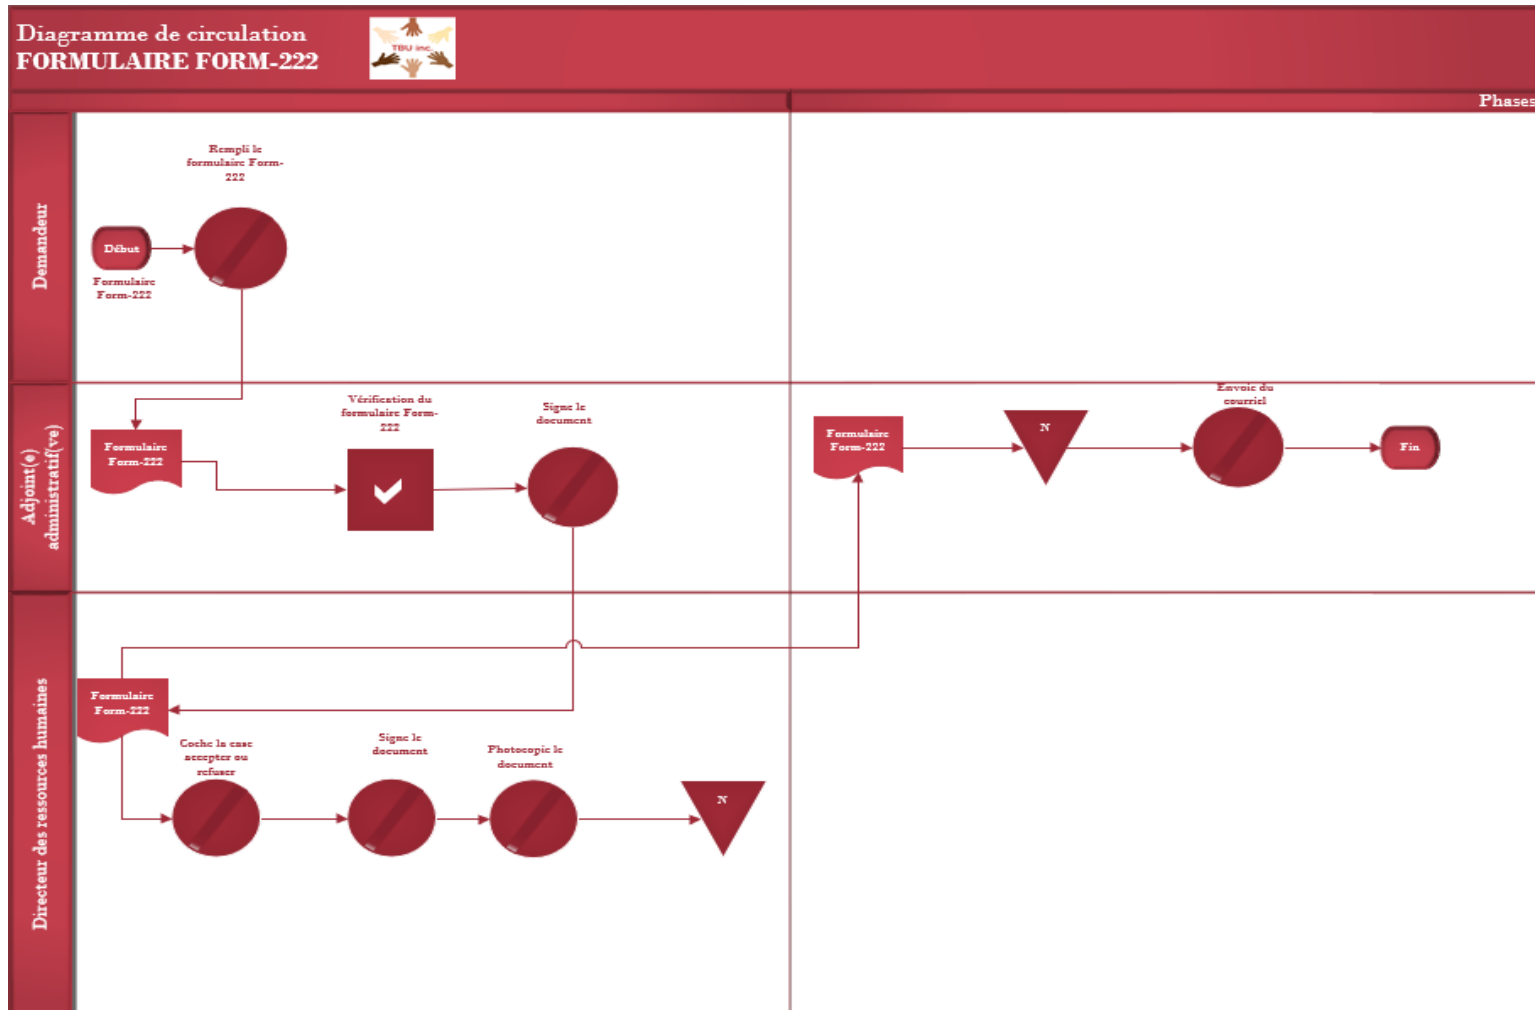 Diagramme de circulation
FORMULAIRE FORM-222
TBU inc.
Phases
Demandeur
Rempli le
formulaire Form-
222
Début
Formulaire
Form-222
Adjoint(e)
administratif(ve)
Formulaire
Form-222
Vérification du
formulaire Form-
222
Signe le
document
Formulaire
Form-222
N
Envoie du
courriel
Fin
Directeur des ressources humaines
Formulaire
Form-222
Coche la case
accepter ou
refuser
Signe le
document
Photocopie le
document
N